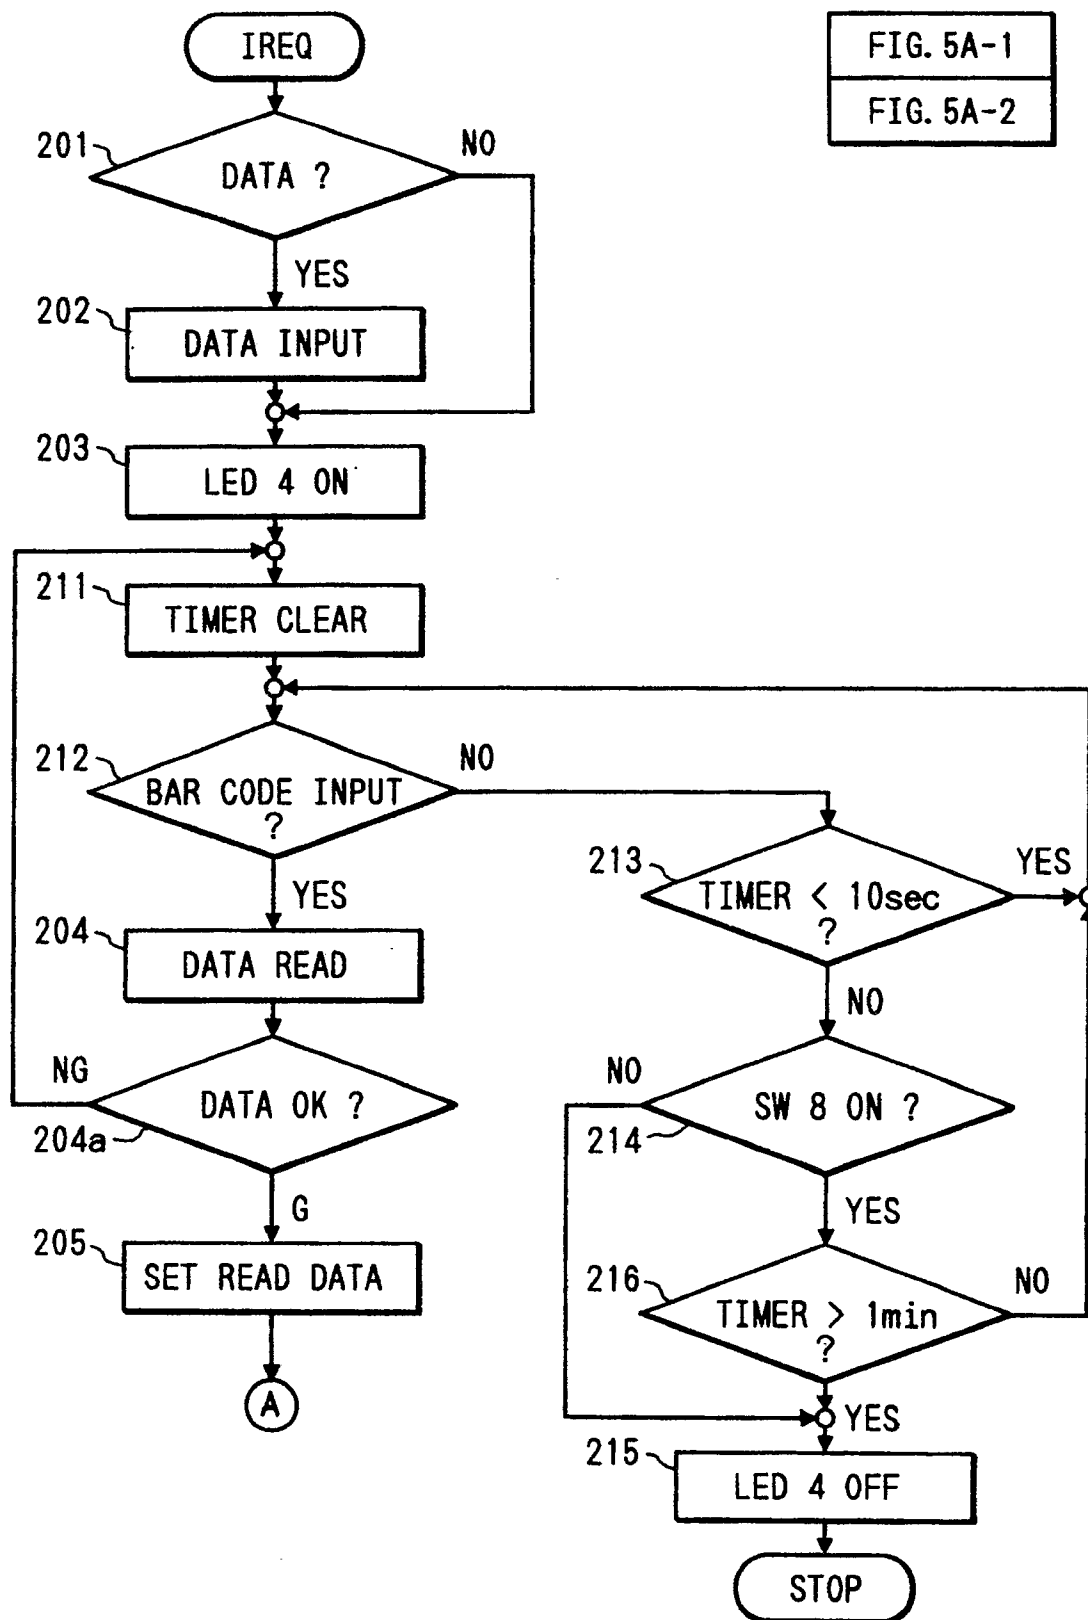 IREQ
FIG. 5A-1
FIG. 5A-2
201
DATA ?
NO
YES
202
DATA INPUT
203
LED 4 ON
211
TIMER CLEAR
212
BAR CODE INPUT
?
NO
YES
213
TIMER < 10sec
?
YES
NO
204
DATA READ
NG
DATA OK ?
204a
G
NO
SW 8 ON ?
214
YES
205
SET READ DATA
216
TIMER > 1min
?
NO
YES
A
215
LED 4 OFF
STOP